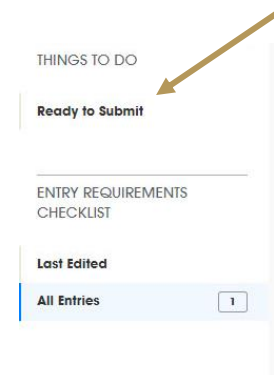 THINGS TO DO
Ready to Submit
ENTRY REQUIREMENTS
CHECKLIST
Last Edited
All Entries 1